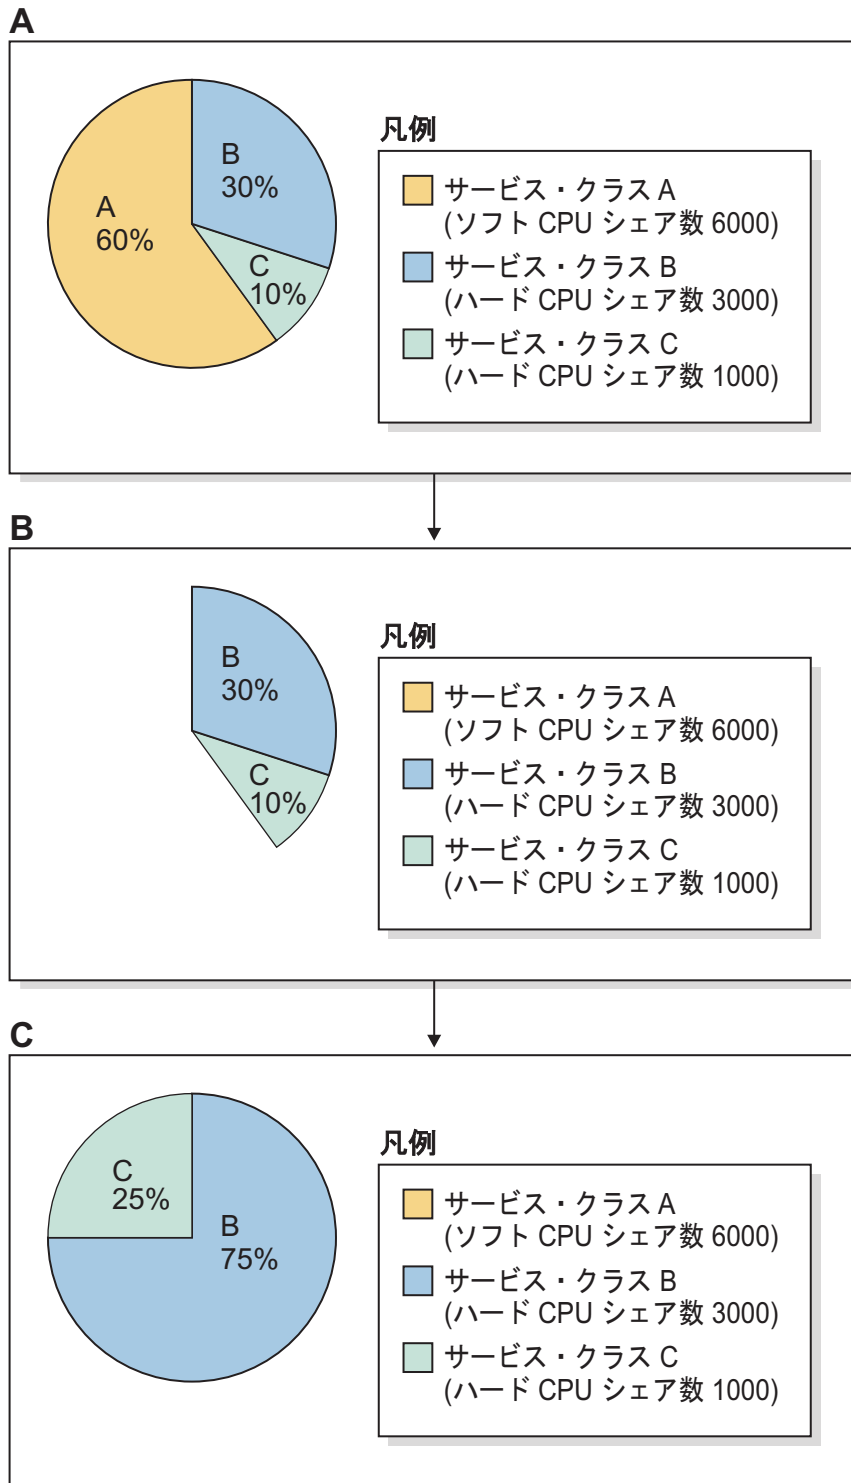 A
A
60%
B
30%
C
10%
凡例
サービス・クラス A
(ソフト CPU シェア数 6000)
サービス・クラス B
(ハード CPU シェア数 3000)
サービス・クラス C
(ハード CPU シェア数 1000)
B
B
30%
C
10%
凡例
サービス・クラス A
(ソフト CPU シェア数 6000)
サービス・クラス B
(ハード CPU シェア数 3000)
サービス・クラス C
(ハード CPU シェア数 1000)
C
C
25%
B
75%
凡例
サービス・クラス A
(ソフト CPU シェア数 6000)
サービス・クラス B
(ハード CPU シェア数 3000)
サービス・クラス C
(ハード CPU シェア数 1000)